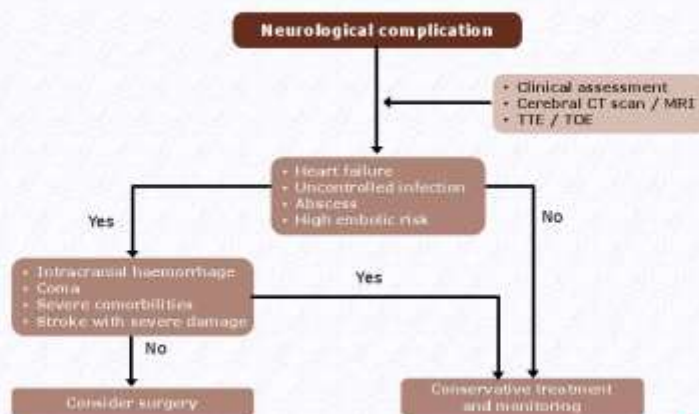 Neurological complication
• Clinical assessment
• Cerebral CT scan / MRI
• TTE / TOE
• Heart failure
• Uncontrolled infection
• Abscess
• High embolic risk
Yes
No
• Intracranial haemorrhage
• Coma
• Severe comorbilities
• Stroke with severe damage
Yes
No
Consider surgery
Conservative treatment
and monitoring